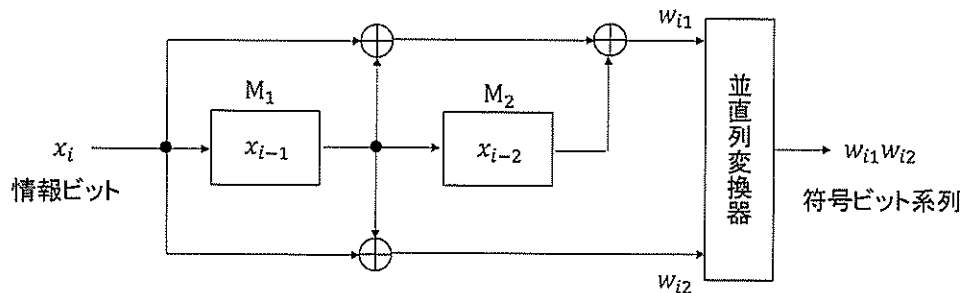 w_{i1}
M_1
M_2
x_i
x_{i-1}
x_{i-2}
並直列変換器
w_{i1}w_{i2}
情報ビット
符号ビット系列
w_{i2}